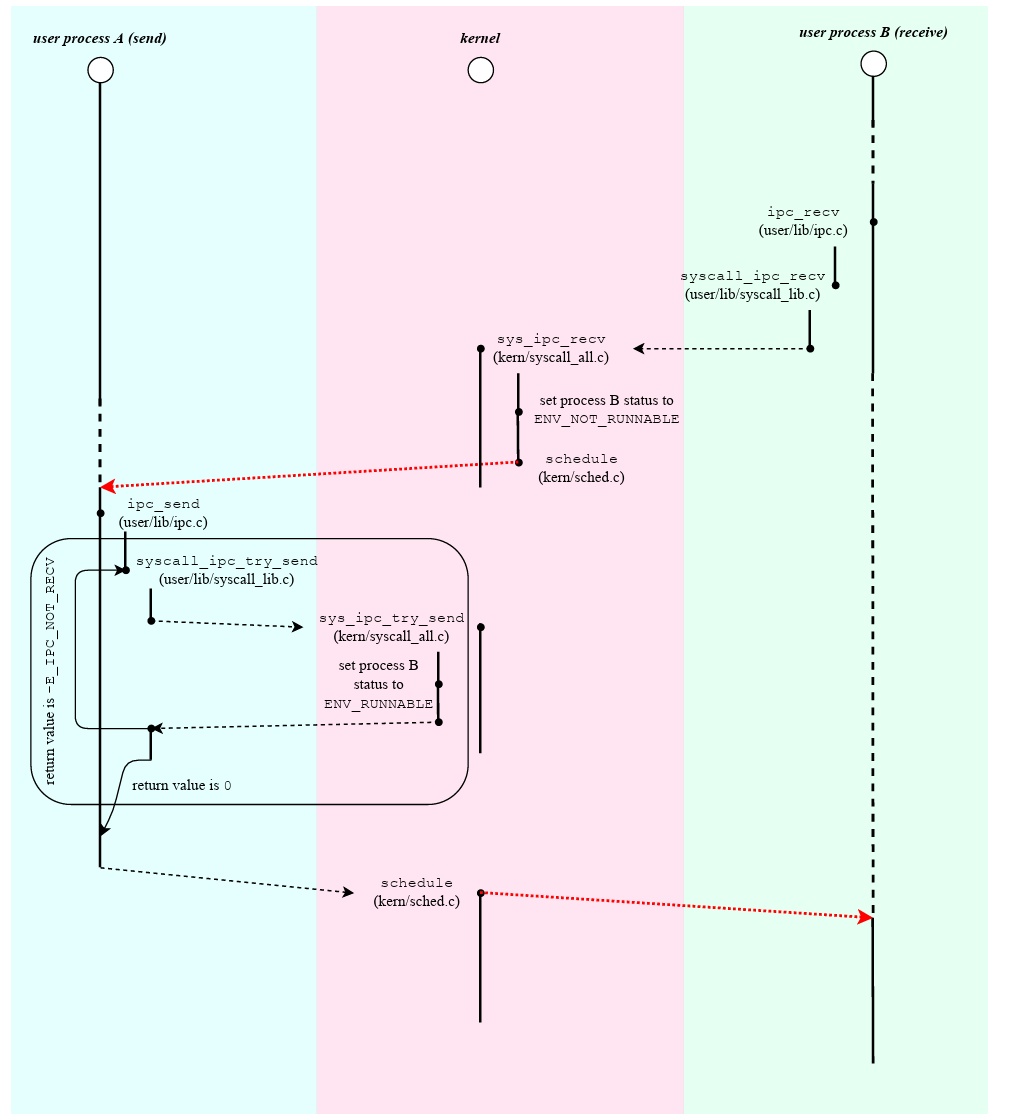 user process A (send)
kernel
user process B (receive)
ipc_recv
(user/lib/ipc.c)
syscall_ipc_recv
(user/lib/syscall_lib.c)
sys_ipc_recv
(kern/syscall_all.c)
set process B status to
ENV_NOT_RUNNABLE
schedule
(kern/sched.c)
ipc_send
(user/lib/ipc.c)
syscall_ipc_try_send
(user/lib/syscall_lib.c)
return value is -E_IPC_NOT_RECV
sys_ipc_try_send
(kern/syscall_all.c)
set process B
status to
ENV_RUNNABLE
return value is 0
schedule
(kern/sched.c)